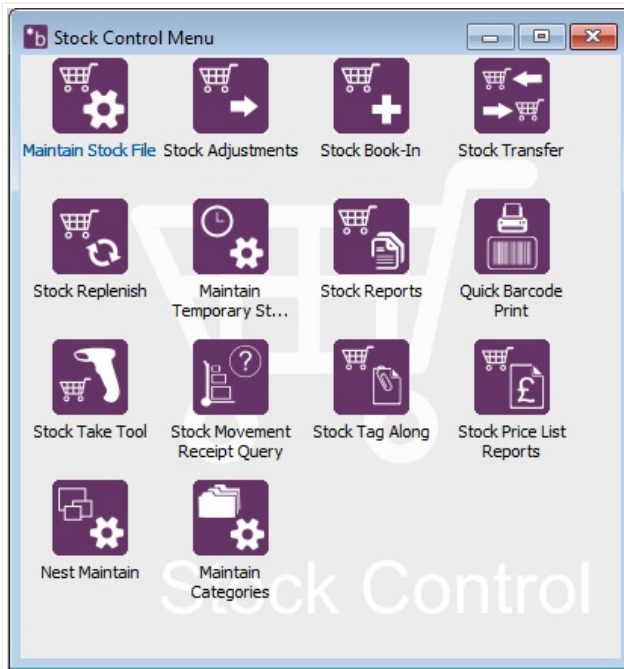 *b Stock Control Menu
Maintain Stock File Stock Adjustments Stock Book-In Stock Transfer
Stock Replenish Maintain Temporary St... Stock Reports Quick Barcode Print
Stock Take Tool Stock Movement Receipt Query Stock Tag Along Stock Price List Reports
Nest Maintain Maintain Categories
Stock Control